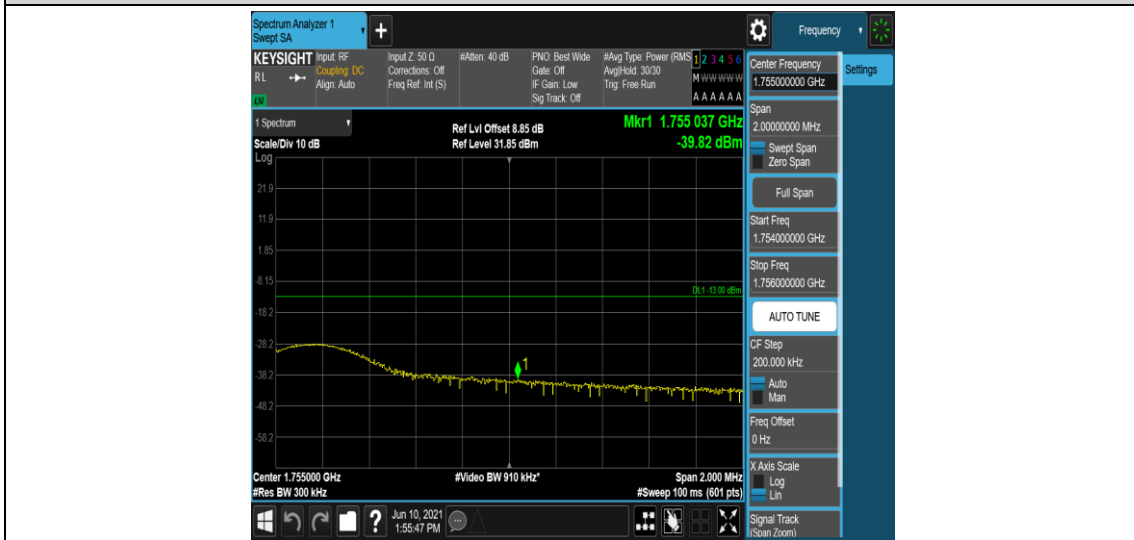 Spectrum Analyzer 1
Swept SA
+
Frequency
KEYSIGHT Input: RF Input Z: 50 Ω #Atten: 40 dB PNO: Best Wide #Avg Type: Power (RMS 1 2 3 4 5 6
RL Coupling: DC Corrections: Off Gate: Off Avg|Hold: 30/30 M W W W W W
Align: Auto Freq Ref: Int (S) IF Gain: Low Trig: Free Run
Sig Track: Off A A A A A A
LXI
1 Spectrum
Ref Lvl Offset 8.85 dB Mkr1 1.755 037 GHz
Scale/Div 10 dB Ref Level 31.85 dBm -39.82 dBm
Log
21.9
11.9
1.85
-8.15
DL1 -13.00 dBm
-18.2
-28.2
1
-38.2
-48.2
-58.2
Center 1.755000 GHz #Video BW 910 kHz* Span 2.000 MHz
#Res BW 300 kHz #Sweep 100 ms (601 pts)
Center Frequency
1.755000000 GHz
Settings
Span
2.00000000 MHz
Swept Span
Zero Span
Full Span
Start Freq
1.754000000 GHz
Stop Freq
1.756000000 GHz
AUTO TUNE
CF Step
200.000 kHz
Auto
Man
Freq Offset
0 Hz
X Axis Scale
Log
Lin
Signal Track
(Span Zoom)
?
Jun 10, 2021
1:55:47 PM